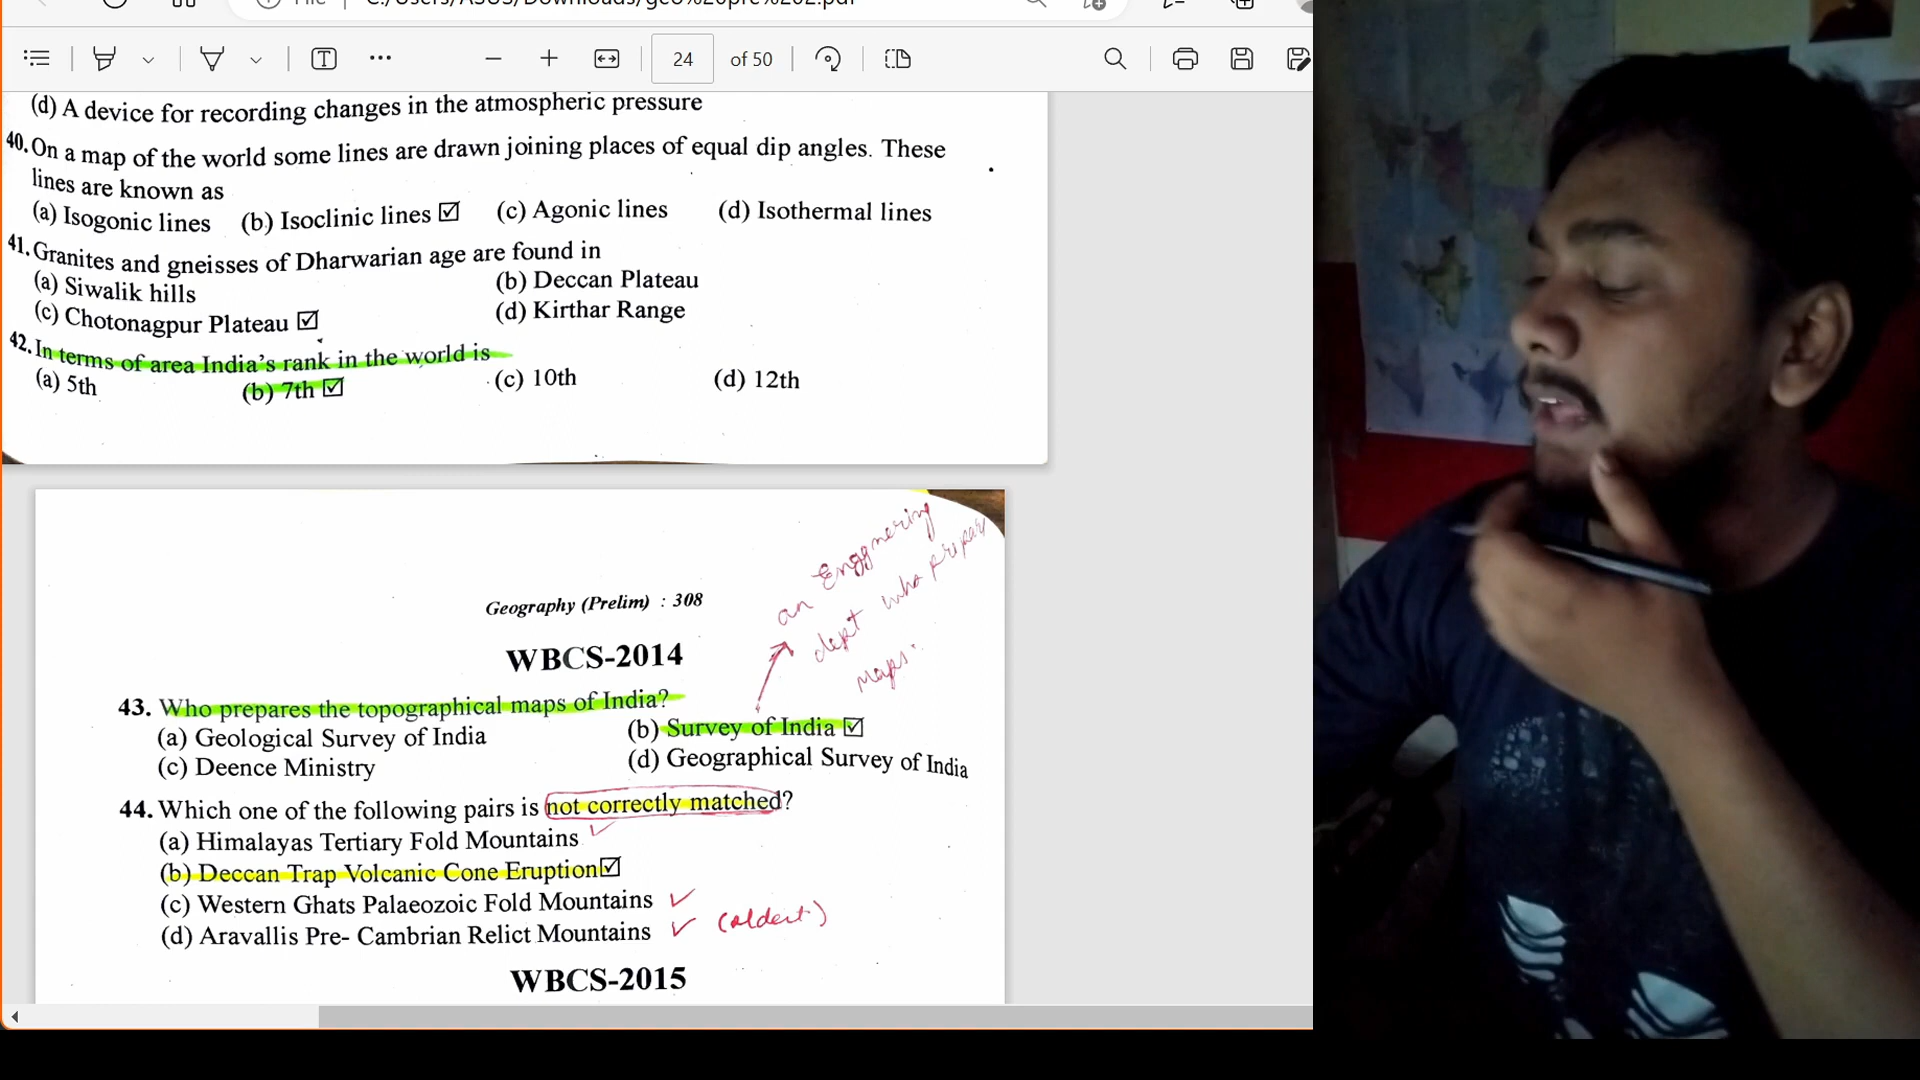 24 of 50
(d) A device for recording changes in the atmospheric pressure
40. On a map of the world some lines are drawn joining places of equal dip angles. These
lines are known as
(a) Isogonic lines (b) Isoclinic lines ☑ (c) Agonic lines (d) Isothermal lines
41. Granites and gneisses of Dharwarian age are found in
(a) Siwalik hills (b) Deccan Plateau
(c) Chotonagpur Plateau ☑ (d) Kirthar Range
42. In terms of area India's rank in the world is
(a) 5th (b) 7th ☑ (c) 10th (d) 12th
an Enggnering
dept who prepar
maps.
Geography (Prelim) : 308
WBCS-2014
43. Who prepares the topographical maps of India?
(a) Geological Survey of India (b) Survey of India ☑
(c) Deence Ministry (d) Geographical Survey of India
44. Which one of the following pairs is not correctly matched?
(a) Himalayas Tertiary Fold Mountains
(b) Deccan Trap Volcanic Cone Eruption ☑
(c) Western Ghats Palaeozoic Fold Mountains
(d) Aravallis Pre- Cambrian Relict Mountains (oldest)
WBCS-2015